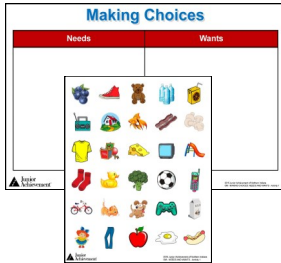 Making Choices
Needs
Wants
Junior
Achievement
Junior
Achievement